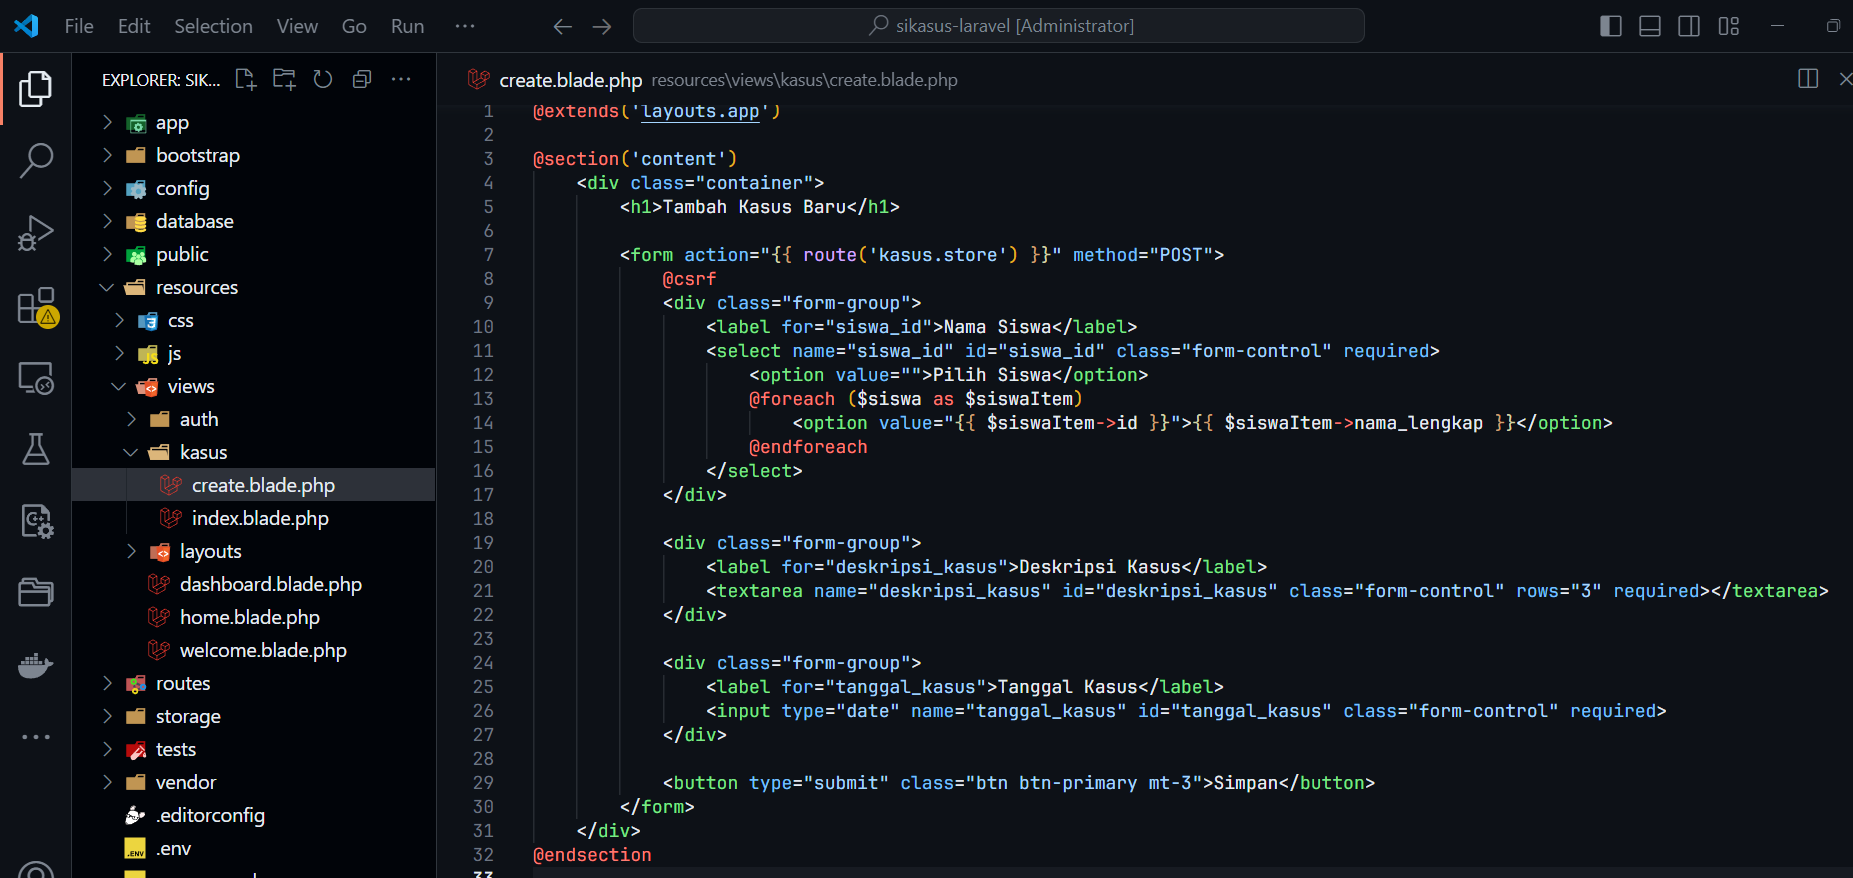 File Edit Selection View Go Run ··· sikasus-laravel [Administrator]
EXPLORER: SIK...
app
bootstrap
config
database
public
resources
css
js
views
auth
kasus
create.blade.php
index.blade.php
layouts
dashboard.blade.php
home.blade.php
welcome.blade.php
routes
storage
tests
vendor
.editorconfig
.env
create.blade.php resources\views\kasus\create.blade.php
1 @extends('layouts.app')
2
3 @section('content')
4     <div class="container">
5         <h1>Tambah Kasus Baru</h1>
6
7         <form action="{{ route('kasus.store') }}" method="POST">
8             @csrf
9             <div class="form-group">
10                 <label for="siswa_id">Nama Siswa</label>
11                 <select name="siswa_id" id="siswa_id" class="form-control" required>
12                     <option value="">Pilih Siswa</option>
13                     @foreach ($siswa as $siswaItem)
14                         <option value="{{ $siswaItem->id }}">{{ $siswaItem->nama_lengkap }}</option>
15                     @endforeach
16                 </select>
17             </div>
18
19             <div class="form-group">
20                 <label for="deskripsi_kasus">Deskripsi Kasus</label>
21                 <textarea name="deskripsi_kasus" id="deskripsi_kasus" class="form-control" rows="3" required></textarea>
22             </div>
23
24             <div class="form-group">
25                 <label for="tanggal_kasus">Tanggal Kasus</label>
26                 <input type="date" name="tanggal_kasus" id="tanggal_kasus" class="form-control" required>
27             </div>
28
29             <button type="submit" class="btn btn-primary mt-3">Simpan</button>
30         </form>
31     </div>
32 @endsection
33